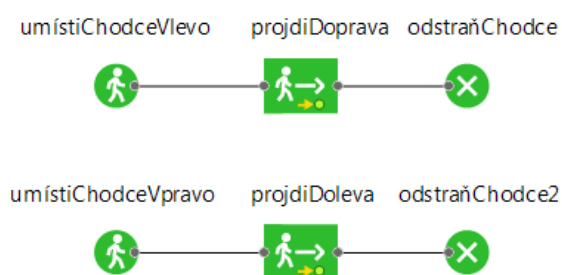 umístiChodceVlevo projdiDoprava odstraňChodce
umístiChodceVpravo projdiDoleva odstraňChodce2